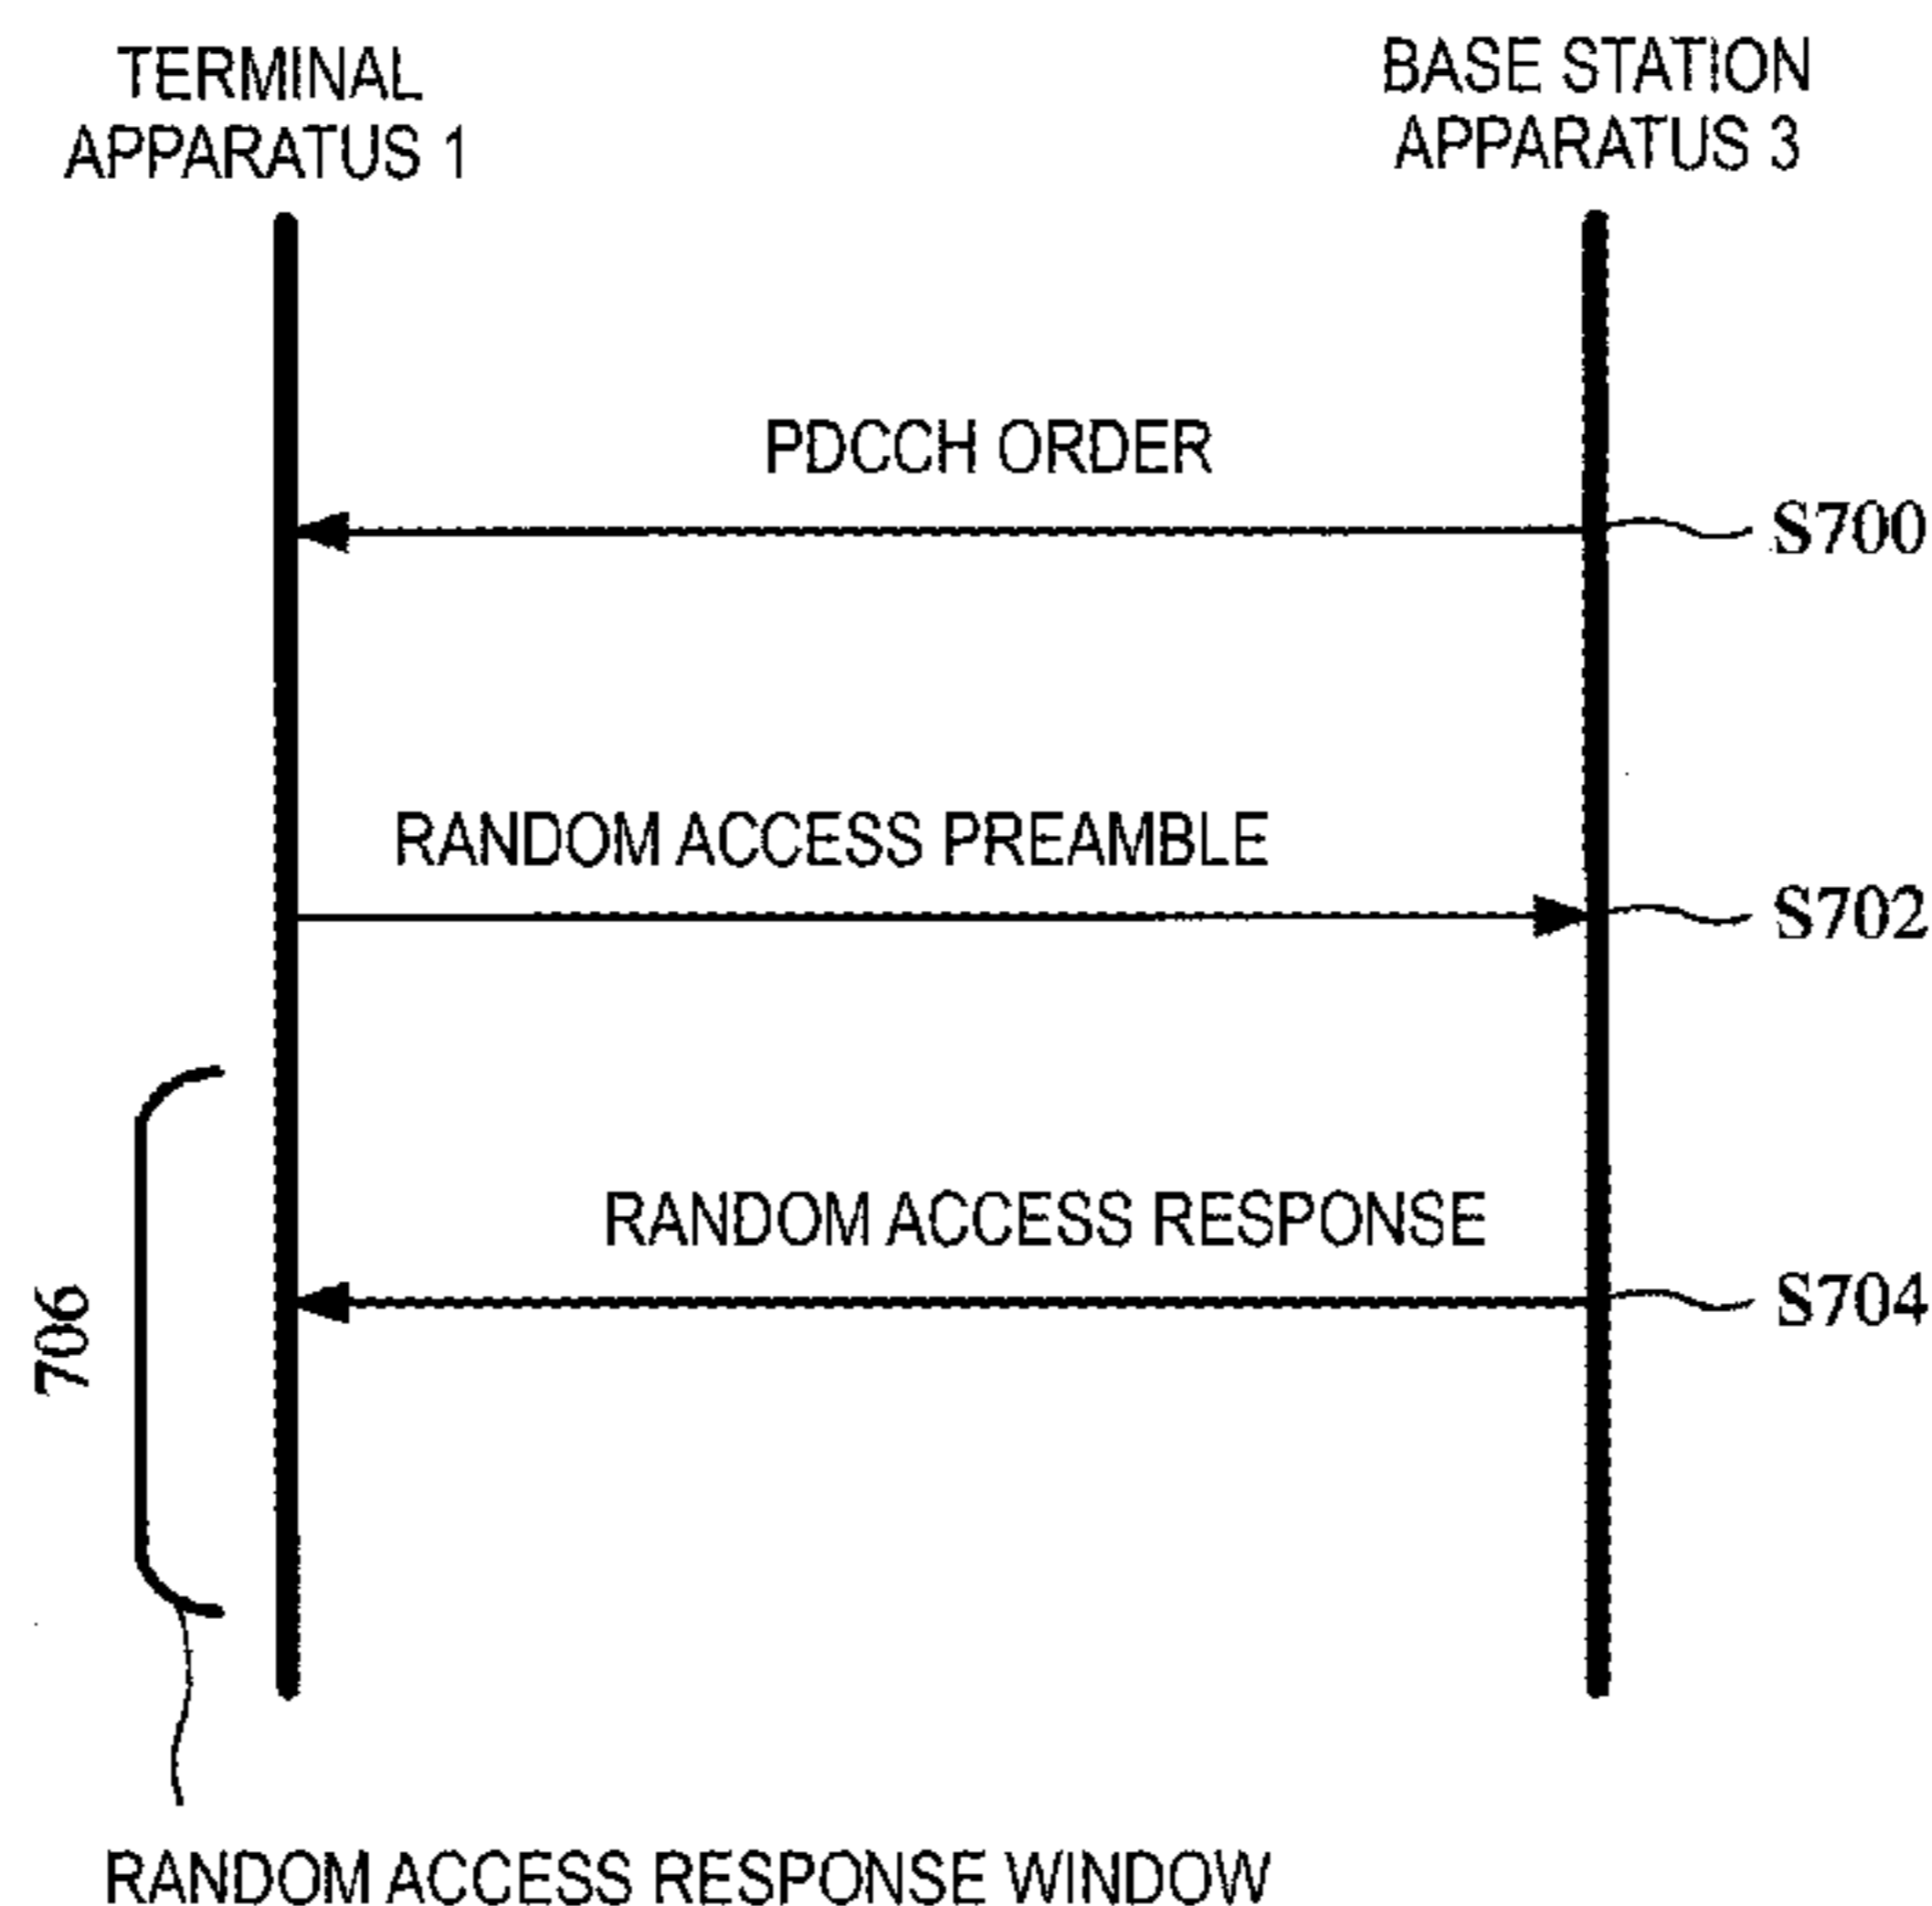 TERMINAL
APPARATUS 1
BASE STATION
APPARATUS 3
PDCCH ORDER
S700
RANDOM ACCESS PREAMBLE
S702
RANDOM ACCESS RESPONSE
S704
706
RANDOM ACCESS RESPONSE WINDOW